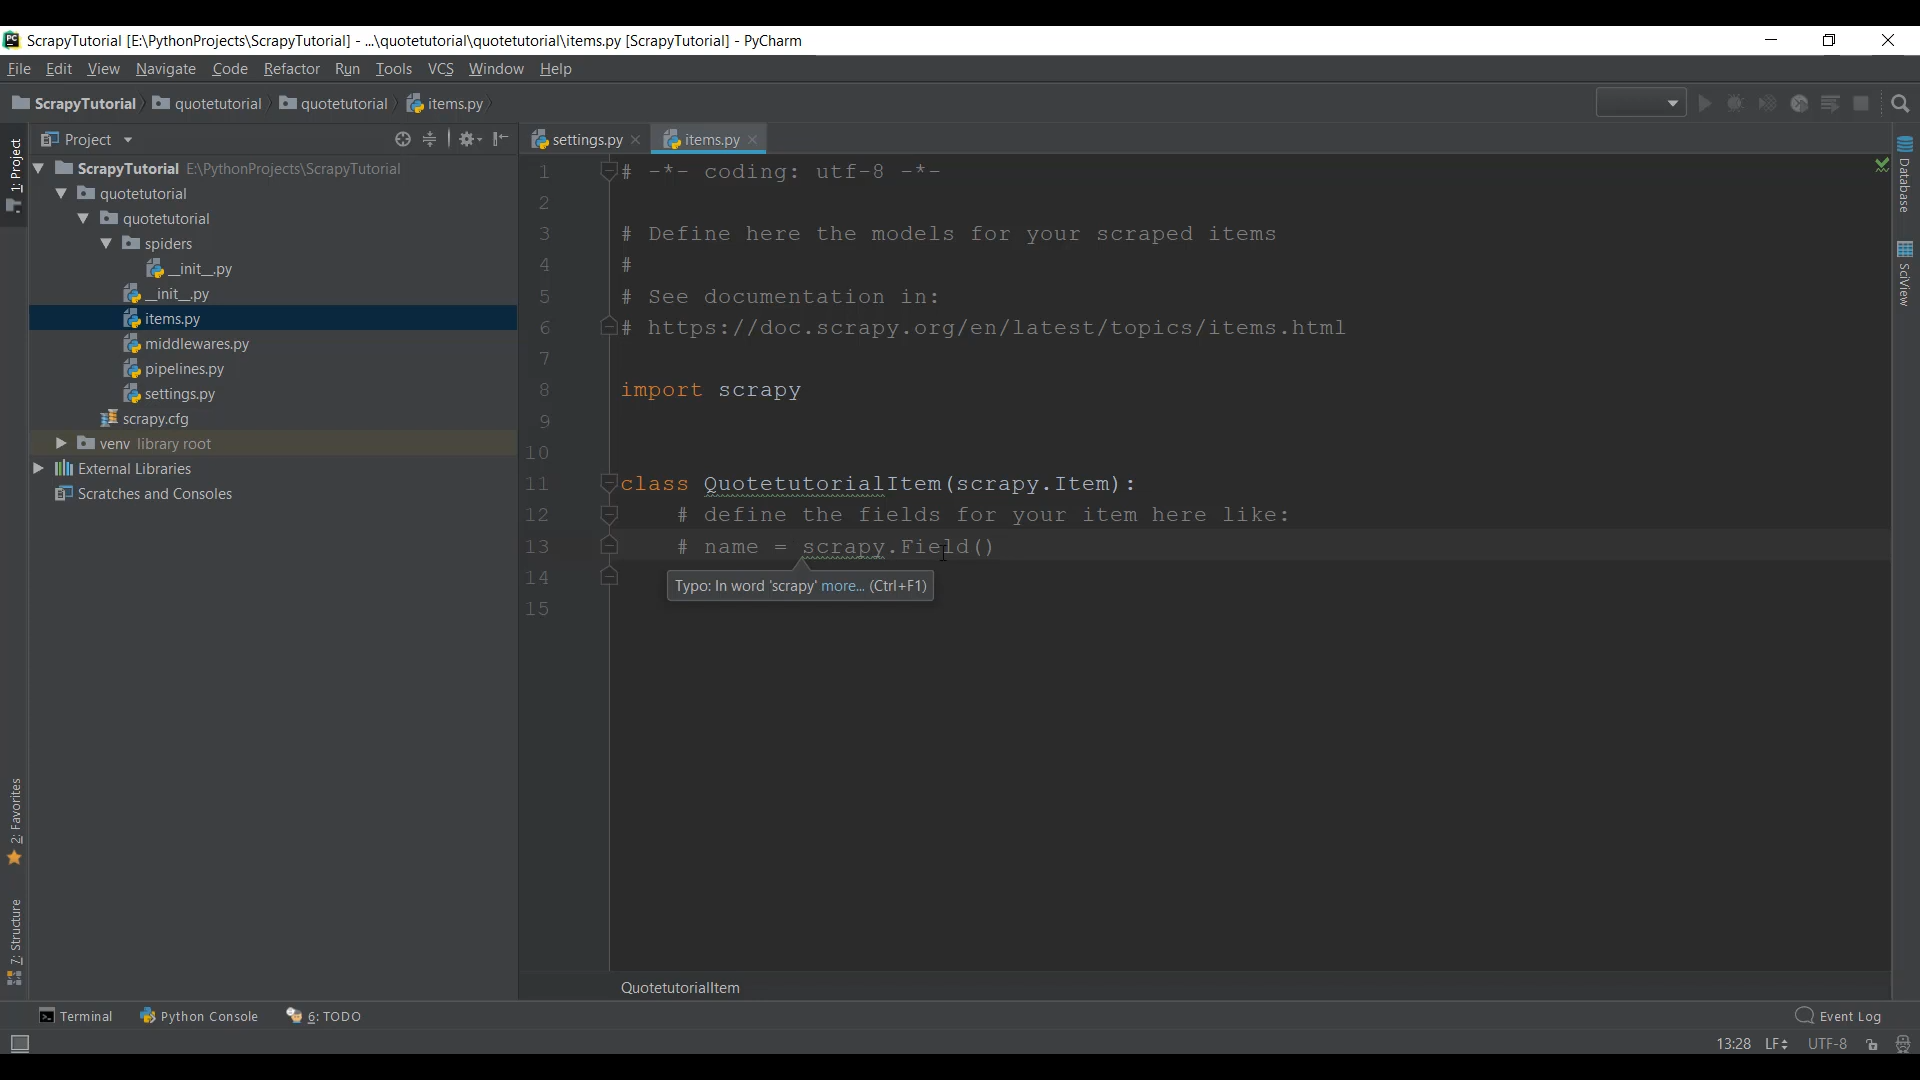 ScrapyTutorial [E:\PythonProjects\ScrapyTutorial] - ...\quotetutorial\quotetutorial\items.py [ScrapyTutorial] - PyCharm
File Edit View Navigate Code Refactor Run Tools VCS Window Help
ScrapyTutorial quotetutorial quotetutorial items.py
1: Project
Project
ScrapyTutorial E:\PythonProjects\ScrapyTutorial
quotetutorial
quotetutorial
spiders
__init__.py
__init__.py
items.py
middlewares.py
pipelines.py
settings.py
scrapy.cfg
venv library root
External Libraries
Scratches and Consoles
2: Favorites
7: Structure
settings.py items.py
1 # -*- coding: utf-8 -*-
2
3 # Define here the models for your scraped items
4 #
5 # See documentation in:
6 # https://doc.scrapy.org/en/latest/topics/items.html
7
8 import scrapy
9
10
11 class QuotetutorialItem(scrapy.Item):
12 # define the fields for your item here like:
13 # name = scrapy.Field()
14
Typo: In word 'scrapy' more... (Ctrl+F1)
15
QuotetutorialItem
Database
SciView
Terminal Python Console 6: TODO Event Log
13:28 LF UTF-8